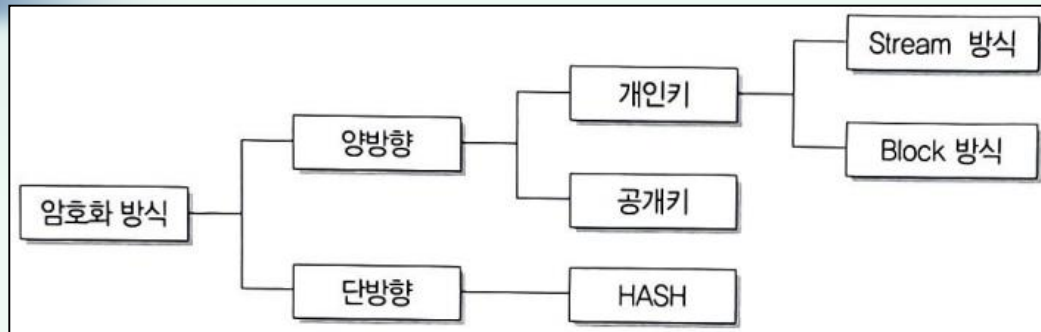 Stream 방식
개인키
양방향
Block 방식
공개키
암호화 방식
단방향
HASH